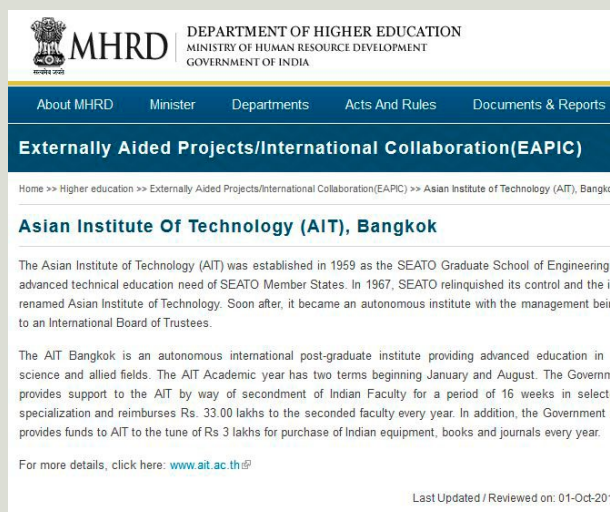 MHRD
DEPARTMENT OF HIGHER EDUCATION
MINISTRY OF HUMAN RESOURCE DEVELOPMENT
GOVERNMENT OF INDIA
सत्यमेव जयते
About MHRD Minister Departments Acts And Rules Documents & Reports
Externally Aided Projects/International Collaboration(EAPIC)
Home >> Higher education >> Externally Aided Projects/International Collaboration(EAPIC) >> Asian Institute of Technology (AIT), Bangko
Asian Institute Of Technology (AIT), Bangkok
The Asian Institute of Technology (AIT) was established in 1959 as the SEATO Graduate School of Engineering
advanced technical education need of SEATO Member States. In 1967, SEATO relinquished its control and the i
renamed Asian Institute of Technology. Soon after, it became an autonomous institute with the management bei
to an International Board of Trustees.
The AIT Bangkok is an autonomous international post-graduate institute providing advanced education in
science and allied fields. The AIT Academic year has two terms beginning January and August. The Governm
provides support to the AIT by way of secondment of Indian Faculty for a period of 16 weeks in select
specialization and reimburses Rs. 33.00 lakhs to the seconded faculty every year. In addition, the Government
provides funds to AIT to the tune of Rs 3 lakhs for purchase of Indian equipment, books and journals every year.
For more details, click here: www.ait.ac.th
Last Updated / Reviewed on: 01-Oct-201